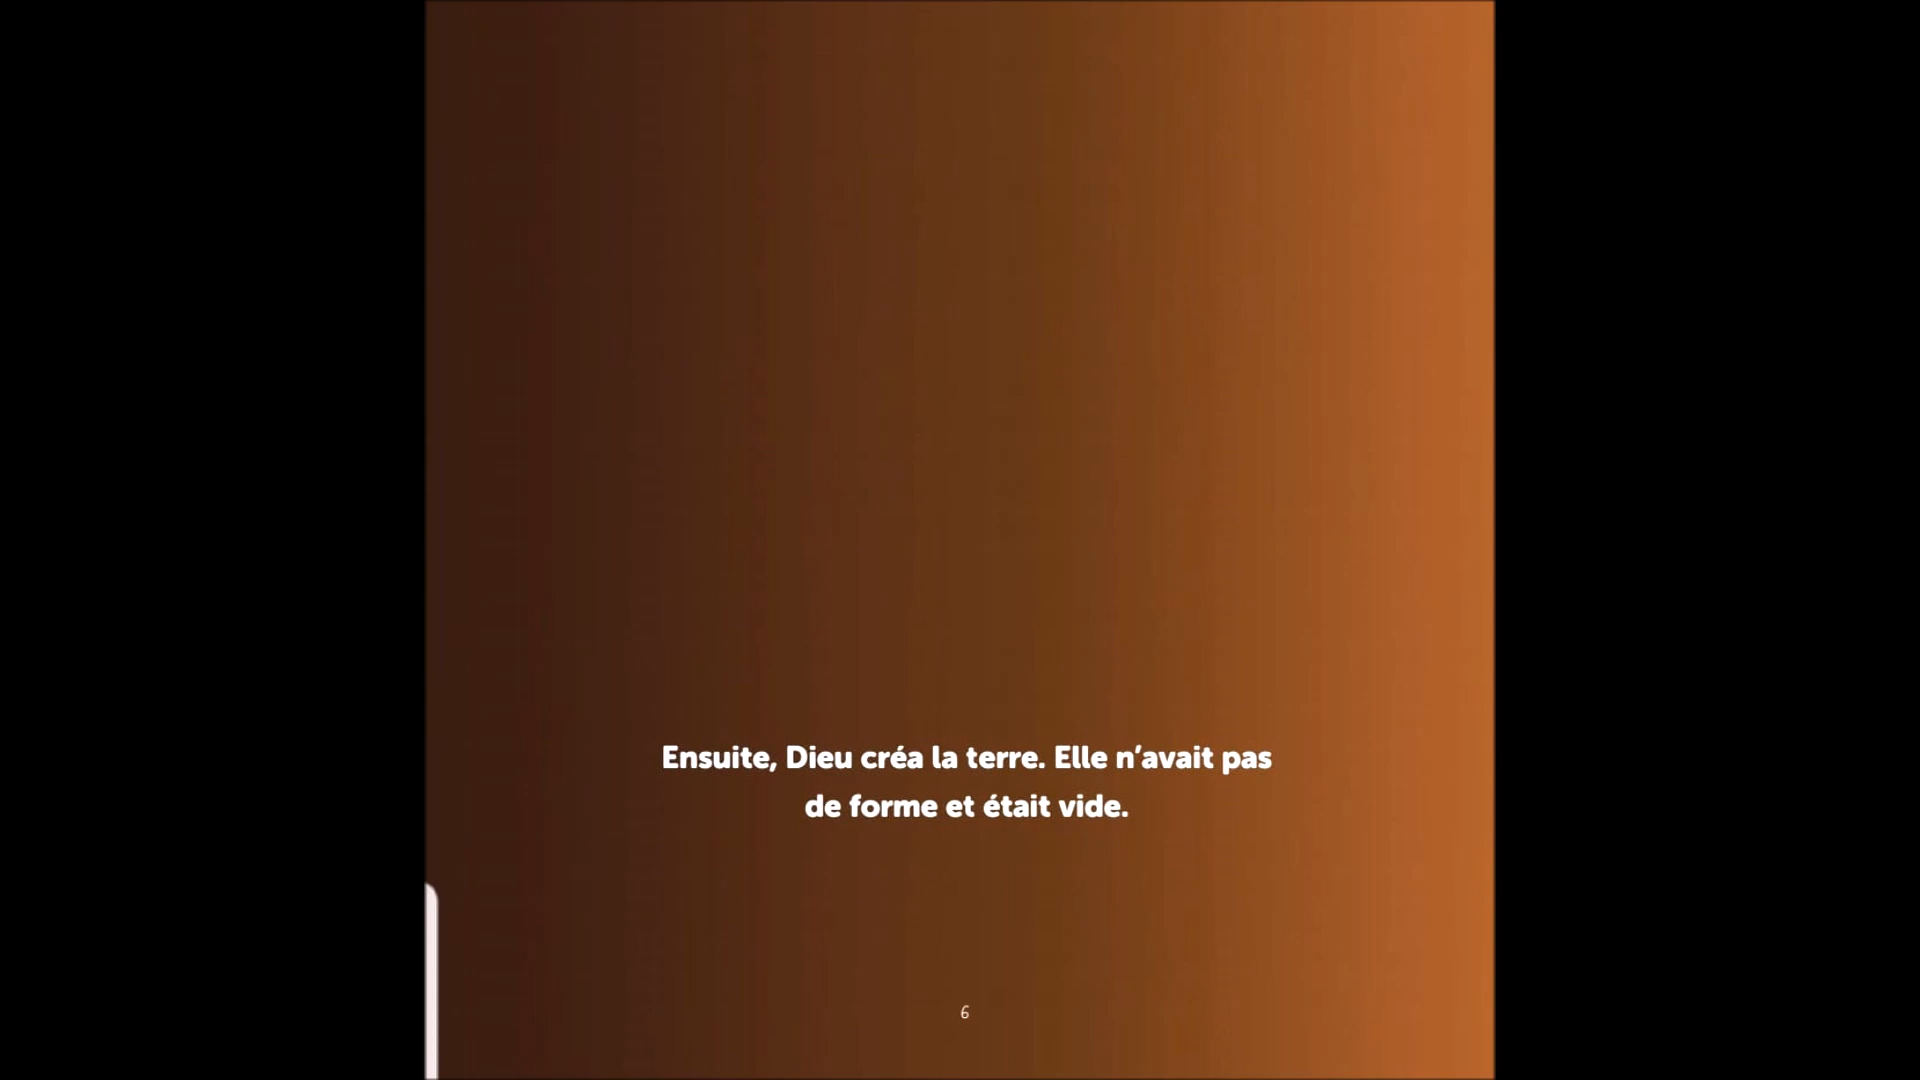 Ensuite, Dieu créa la terre. Elle n’avait pas
de forme et était vide.
6